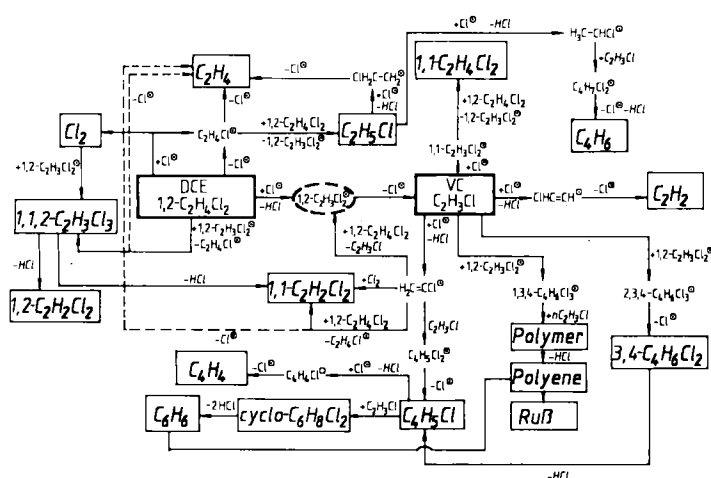 +Cl⊙ -HCl
H₃C-CHCl⊙
-Cl⊙
ClH₂C-CH₂⊙
+C₂H₃Cl
C₂H₄
1,1-C₂H₄Cl₂
C₄H₇Cl₂⊙
-Cl⊙
-Cl⊙
+Cl⊙
-HCl
+1,2-C₂H₄Cl₂
-1,2-C₂H₃Cl₂⊙
-Cl⊙ -HCl
Cl₂
C₂H₄Cl⊙
+1,2-C₂H₄Cl₂
-1,2-C₂H₃Cl₂⊙
C₂H₅Cl
1,1-C₂H₃Cl₂⊙
C₄H₆
+1,2-C₂H₃Cl₂⊙
+Cl⊙
-Cl⊙
+Cl⊙
DCE
1,2-C₂H₄Cl₂
+Cl⊙
-HCl
1,2-C₂H₃Cl₂⊙
-Cl⊙
VC
C₂H₃Cl
+Cl⊙
-HCl
ClHC=CH⊙
-Cl⊙
C₂H₂
1,1,2-C₂H₃Cl₃
+1,2-C₂H₃Cl₂⊙
-C₂H₄Cl⊙
+1,2-C₂H₄Cl₂
-C₂H₃Cl
+Cl⊙
-HCl
+1,2-C₂H₃Cl₂⊙
+1,2-C₂H₃Cl₂⊙
-HCl
-HCl
1,2-C₂H₂Cl₂
1,1-C₂H₂Cl₂
+Cl₂
H₂C=CCl⊙
1,3,4-C₄H₆Cl₃⊙
2,3,4-C₄H₆Cl₃⊙
+nC₂H₃Cl
-Cl⊙
-Cl⊙
+1,2-C₂H₄Cl₂
-C₂H₄Cl⊙
C₂H₃Cl
Polymer
3,4-C₄H₆Cl₂
-HCl
C₄H₄
-Cl⊙
C₄H₄Cl⊙
+Cl⊙
-HCl
C₄H₅Cl₂⊙
Polyene
-Cl⊙
C₆H₆
-2HCl
cyclo-C₆H₈Cl₂
+C₂H₃Cl
C₄H₅Cl
Ruß
-HCl